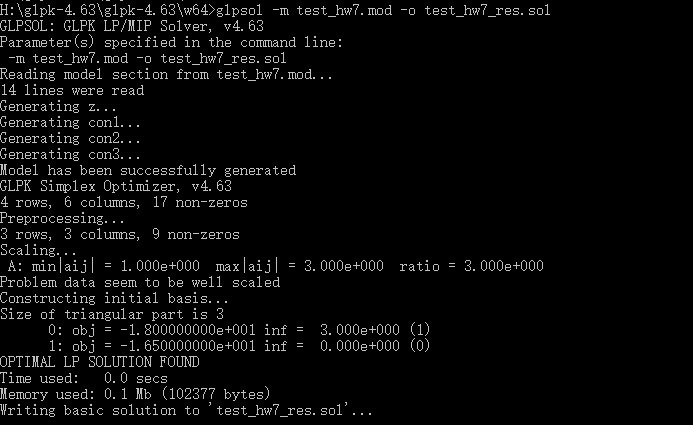 H:\glpk-4.63\glpk-4.63\w64>glpsol -m test_hw7.mod -o test_hw7_res.sol
GLPSOL: GLPK LP/MIP Solver, v4.63
Parameter(s) specified in the command line:
 -m test_hw7.mod -o test_hw7_res.sol
Reading model section from test_hw7.mod...
14 lines were read
Generating z...
Generating con1...
Generating con2...
Generating con3...
Model has been successfully generated
GLPK Simplex Optimizer, v4.63
4 rows, 6 columns, 17 non-zeros
Preprocessing...
3 rows, 3 columns, 9 non-zeros
Scaling...
 A: min|aij| = 1.000e+000  max|aij| = 3.000e+000  ratio = 3.000e+000
Problem data seem to be well scaled
Constructing initial basis...
Size of triangular part is 3
      0: obj = -1.800000000e+001 inf =  3.000e+000 (1)
      1: obj = -1.650000000e+001 inf =  0.000e+000 (0)
OPTIMAL LP SOLUTION FOUND
Time used:   0.0 secs
Memory used: 0.1 Mb (102377 bytes)
Writing basic solution to 'test_hw7_res.sol'...